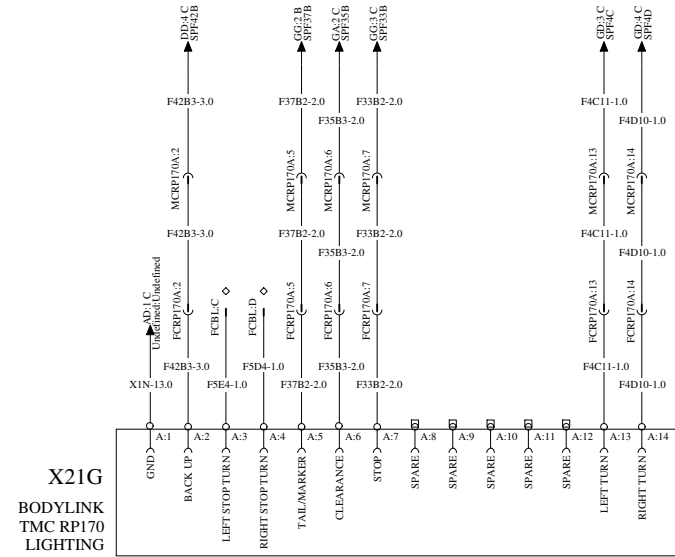 DD:4 C
SPF42B
GG:2 B
SPF37B
GA:2 C
SPF35B
GG:3 C
SPF33B
GD:3 C
SPF4C
GD:4 C
SPF4D
F42B3-3.0
F37B2-2.0
F33B2-2.0
F4C11-1.0
F35B3-2.0
F4D10-1.0
MCRP170A:2
MCRP170A:5
MCRP170A:6
MCRP170A:7
MCRP170A:13
MCRP170A:14
F42B3-3.0
F37B2-2.0
F33B2-2.0
F4C11-1.0
F35B3-2.0
F4D10-1.0
AD:1 C
Undefined:Undefined
FCRP170A:2
FCBL:C
FCBL:D
FCRP170A:5
FCRP170A:6
FCRP170A:7
FCRP170A:13
FCRP170A:14
F42B3-3.0
F5D4-1.0
F35B3-2.0
F4C11-1.0
X1N-13.0
F5E4-1.0
F37B2-2.0
F33B2-2.0
F4D10-1.0
A:1
A:2
A:3
A:4
A:5
A:6
A:7
A:8
A:9
A:10
A:11
A:12
A:13
A:14
GND
BACK UP
LEFT STOP TURN
RIGHT STOP TURN
TAIL/MARKER
CLEARANCE
STOP
SPARE
SPARE
SPARE
SPARE
SPARE
LEFT TURN
RIGHT TURN
X21G
BODYLINK
TMC RP170
LIGHTING